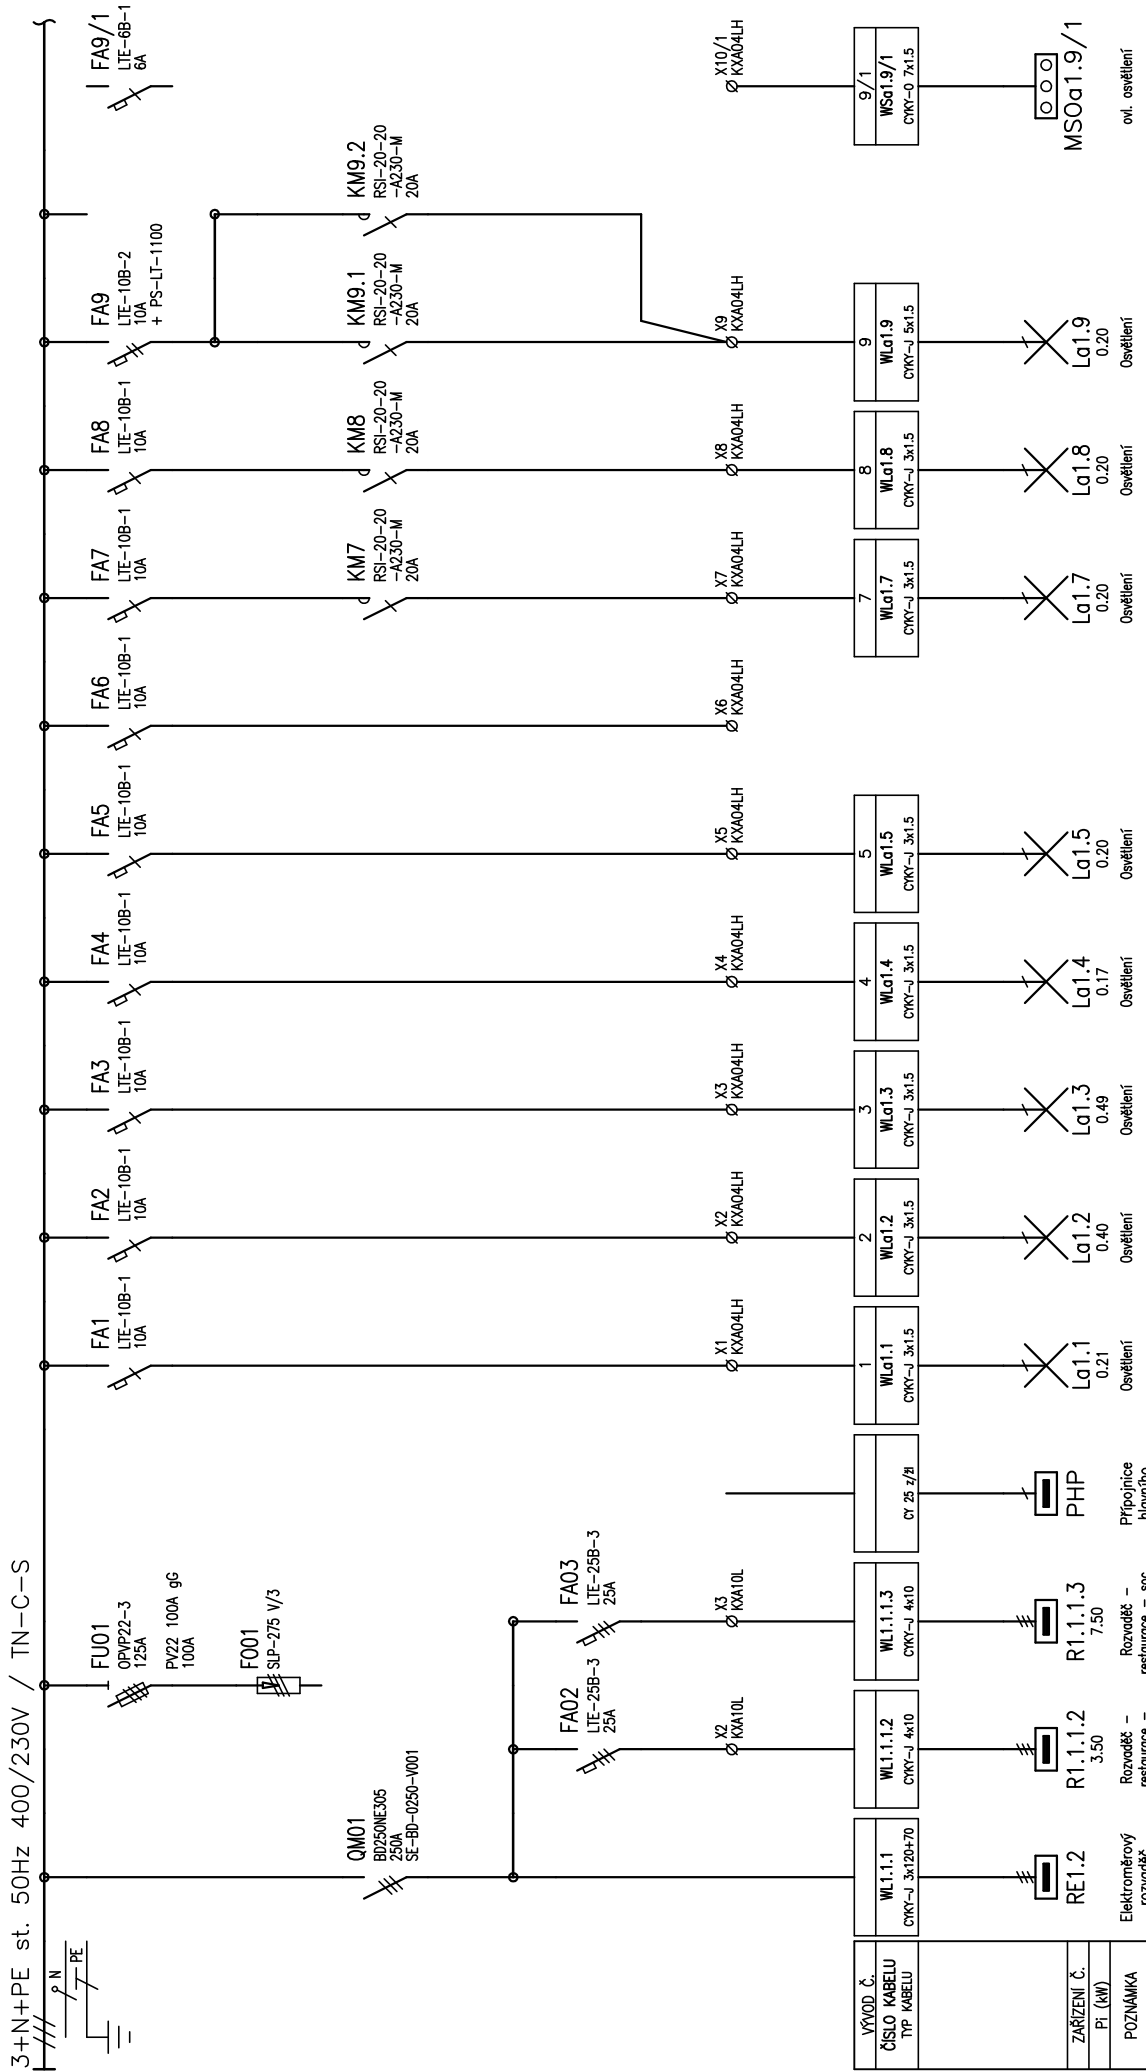 3+N+PE st. 50Hz 400/230V / TN-C-S
N
PE
QM01
BD250NE305
250A
SE-BD-0250-V001
FU01
OPVP22-3
125A
PV22 100A gG
100A
F001
SLP-275 V/3
FA02
LTE-25B-3
25A
FA03
LTE-25B-3
25A
FA1
LTE-10B-1
10A
FA2
LTE-10B-1
10A
FA3
LTE-10B-1
10A
FA4
LTE-10B-1
10A
FA5
LTE-10B-1
10A
FA6
LTE-10B-1
10A
FA7
LTE-10B-1
10A
FA8
LTE-10B-1
10A
FA9
LTE-10B-2
10A
+ PS-LT-1100
FA9/1
LTE-6B-1
6A
KM7
RSI-20-20
-A230-M
20A
KM8
RSI-20-20
-A230-M
20A
KM9.1
RSI-20-20
-A230-M
20A
KM9.2
RSI-20-20
-A230-M
20A
X2
KXA10L
X3
KXA10L
X1
KXA04LH
X2
KXA04LH
X3
KXA04LH
X4
KXA04LH
X5
KXA04LH
X6
KXA04LH
X7
KXA04LH
X8
KXA04LH
X9
KXA04LH
X10/1
KXA04LH
VÝVOD Č.
ČÍSLO KABELU
TYP KABELU
WL1.1.1
CYKY-J 3x120+70
WL1.1.1.2
CYKY-J 4x10
WL1.1.1.3
CYKY-J 4x10
CY 25 z/žl
1
WLa1.1
CYKY-J 3x1.5
2
WLa1.2
CYKY-J 3x1.5
3
WLa1.3
CYKY-J 3x1.5
4
WLa1.4
CYKY-J 3x1.5
5
WLa1.5
CYKY-J 3x1.5
7
WLa1.7
CYKY-J 3x1.5
8
WLa1.8
CYKY-J 3x1.5
9
WLa1.9
CYKY-J 5x1.5
9/1
WSa1.9/1
CYKY-O 7x1.5
ZAŘÍZENÍ Č.
Pi (kW)
POZNÁMKA
RE1.2
Elektroměrový
rozvaděč
R1.1.1.2
3.50
Rozvaděč -
restaurace -
R1.1.1.3
7.50
Rozvaděč -
restaurace - soc
PHP
Přípojnice
hlavního
La1.1
0.21
Osvětlení
La1.2
0.40
Osvětlení
La1.3
0.49
Osvětlení
La1.4
0.17
Osvětlení
La1.5
0.20
Osvětlení
La1.7
0.20
Osvětlení
La1.8
0.20
Osvětlení
La1.9
0.20
Osvětlení
MSOa1.9/1
ovl. osvětlení